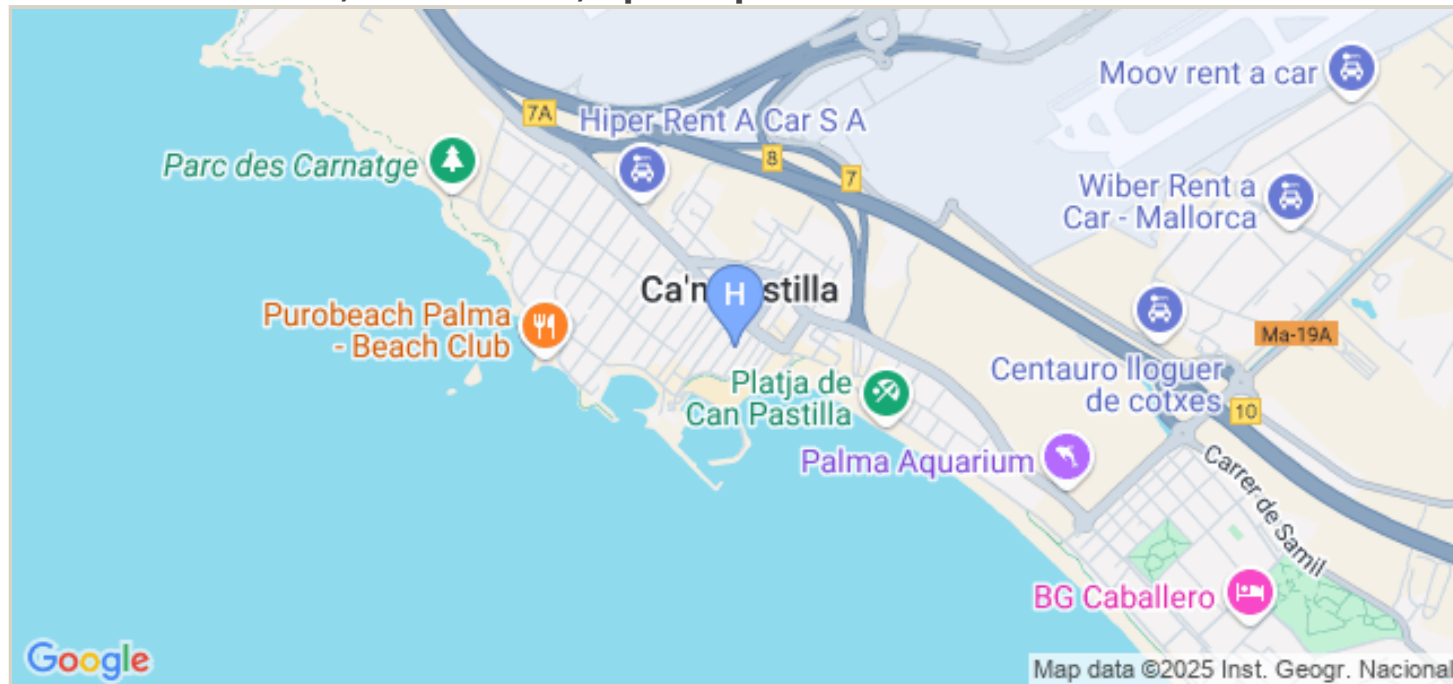 Moov rent a car
7A
Hiper Rent A Car S A
Parc des Carnatge
8
7
Wiber Rent a
Car - Mallorca
H
Purobeach Palma
- Beach Club
Ma-19A
Platja de
Can Pastilla
Centauro lloguer
de cotxes
10
Palma Aquarium
Carrer de Samil
BG Caballero
Google
Map data ©2025 Inst. Geogr. Nacional